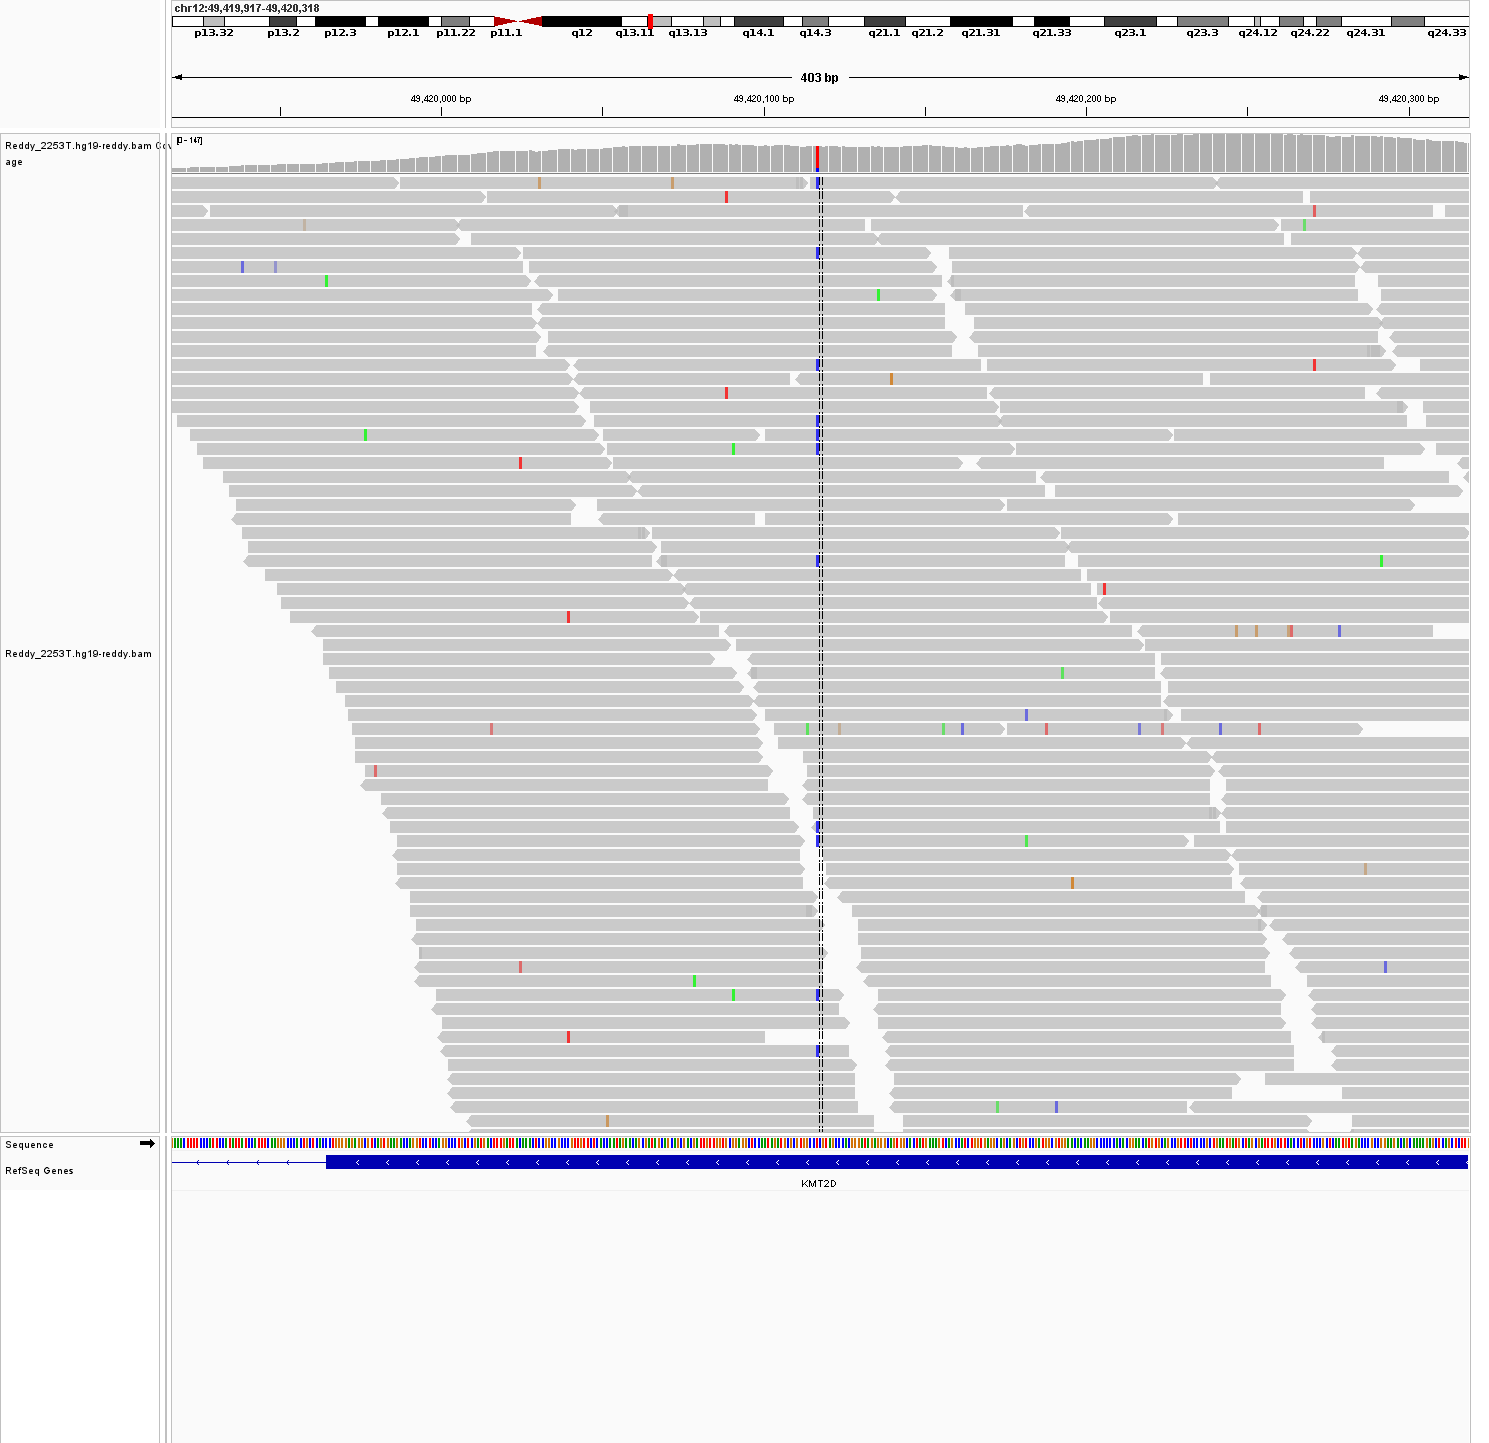 chr12:49,419,917-49,420,318
p13.32 p13.2 p12.3 p12.1 p11.22 p11.1 q12 q13.11 q13.13 q14.1 q14.3 q21.1 q21.2 q21.31 q21.33 q23.1 q23.3 q24.12 q24.22 q24.31 q24.33
403 bp
49,420,000 bp 49,420,100 bp 49,420,200 bp 49,420,300 bp
[0 - 147]
Reddy_2253T.hg19-reddy.bam Cov
age
Reddy_2253T.hg19-reddy.bam
Sequence
RefSeq Genes
KMT2D